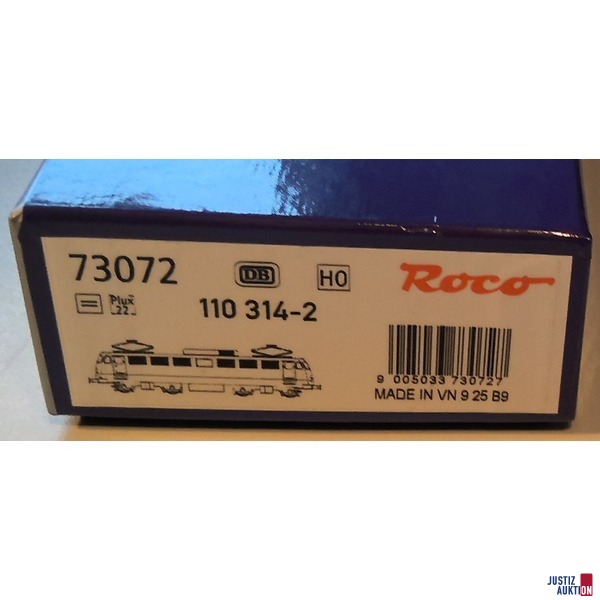 73072 DB H0 Roco
Plux 22 110 314-2
9 005033 730727
MADE IN VN 9 25 B9
JUSTIZ
AUKTION